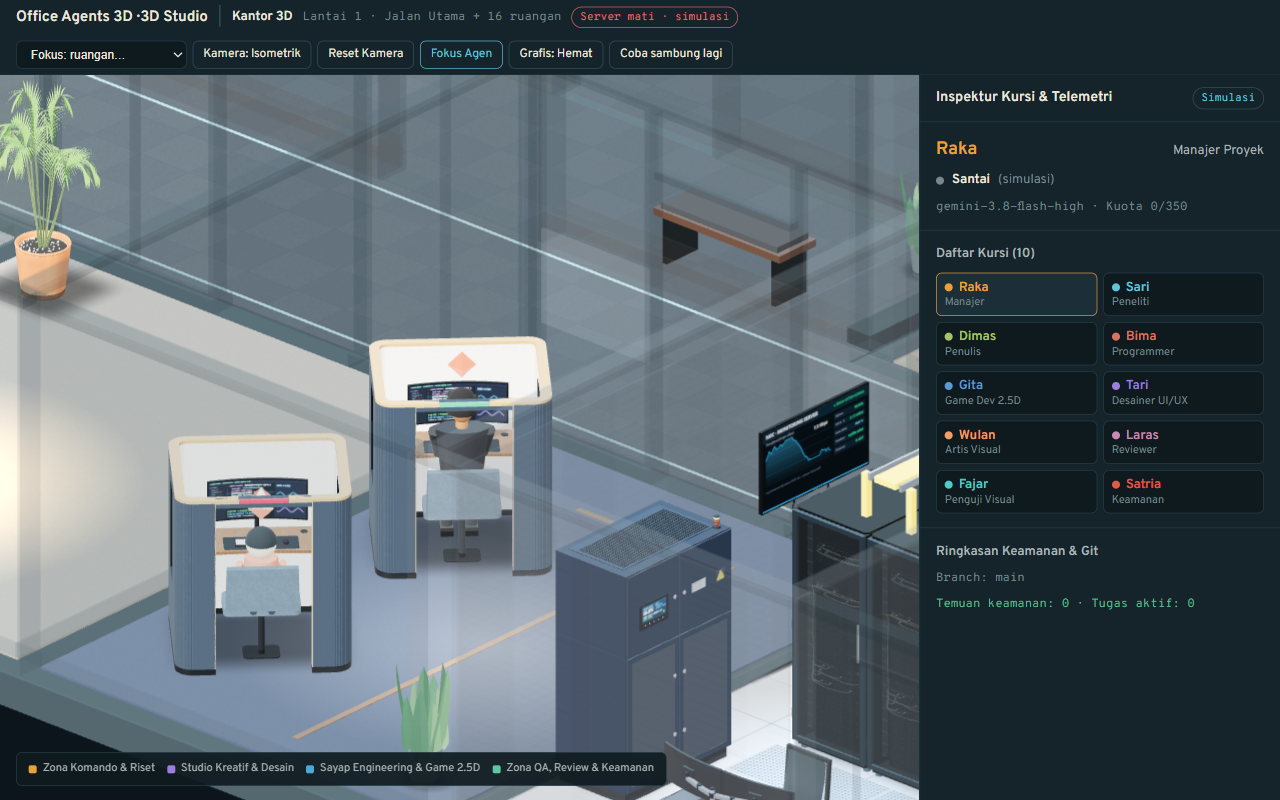 Office Agents 3D ·3D Studio
Kantor 3D
Lantai 1 · Jalan Utama + 16 ruangan
Server mati · simulasi
Fokus: ruangan...
Kamera: Isometrik
Reset Kamera
Fokus Agen
Grafis: Hemat
Coba sambung lagi
Inspektur Kursi & Telemetri
Simulasi
Raka
Manajer Proyek
Santai (simulasi)
gemini-3.8-flash-high · Kuota 0/350
Daftar Kursi (10)
Raka
Manajer
Sari
Peneliti
Dimas
Penulis
Bima
Programmer
Gita
Game Dev 2.5D
Tari
Desainer UI/UX
Wulan
Artis Visual
Laras
Reviewer
Fajar
Penguji Visual
Satria
Keamanan
Ringkasan Keamanan & Git
Branch: main
Temuan keamanan: 0 · Tugas aktif: 0
Zona Komando & Riset
Studio Kreatif & Desain
Sayap Engineering & Game 2.5D
Zona QA, Review & Keamanan